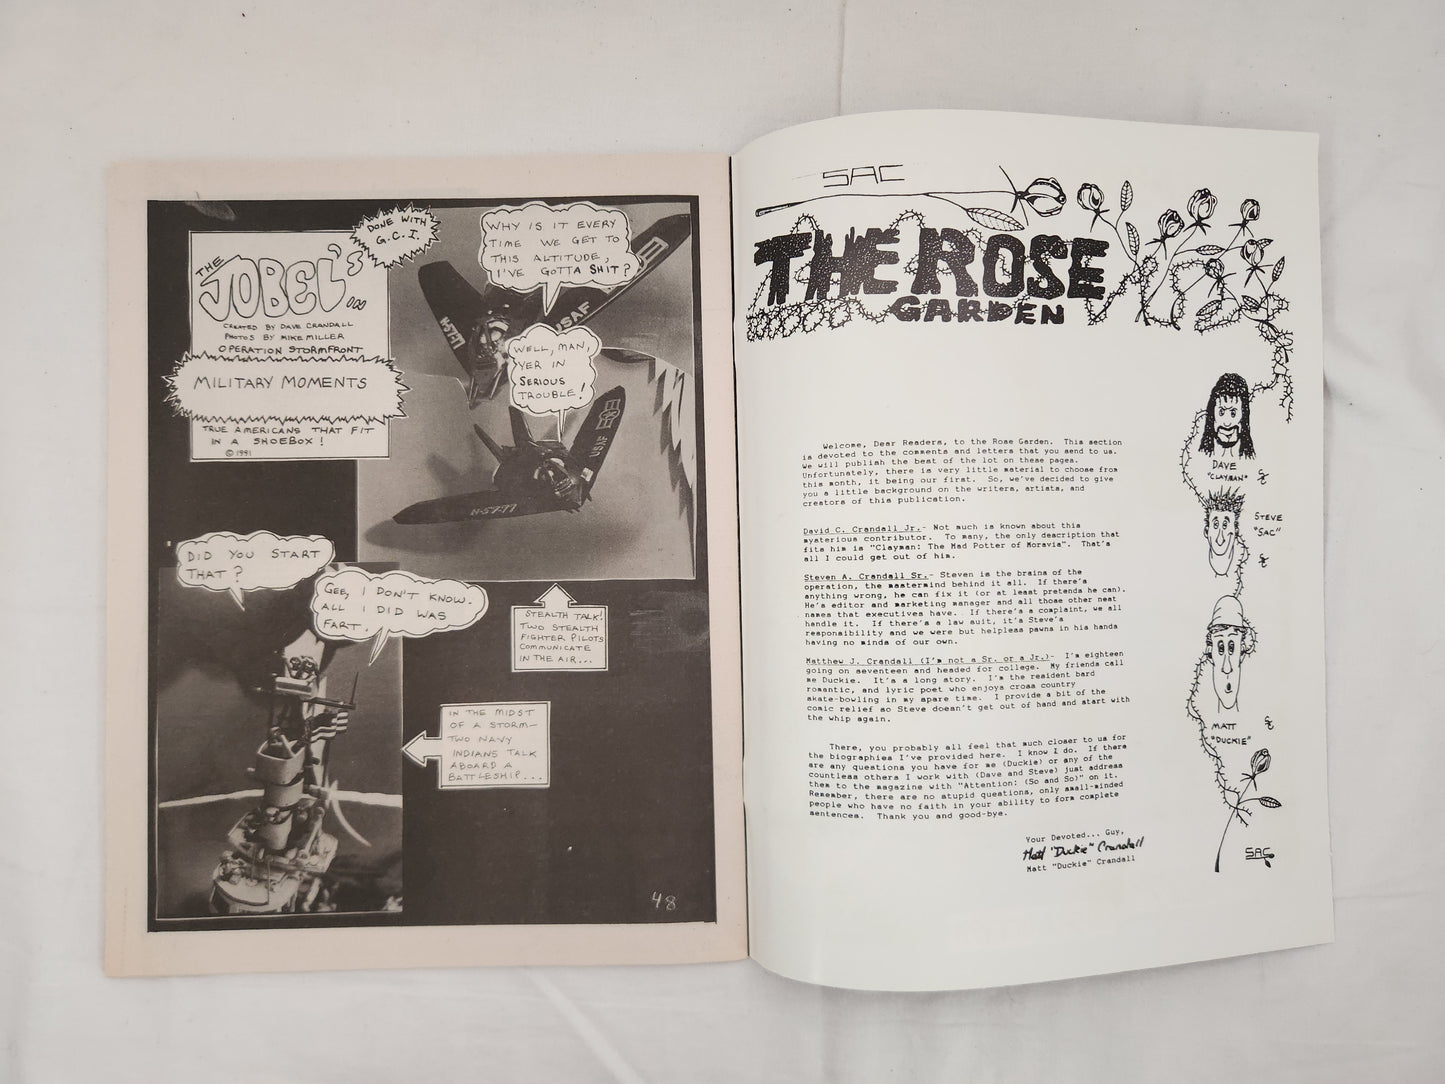 THE
JOBEL'S
IN
DONE WITH
G.C.I.
CREATED BY DAVE CRANDALL
PHOTOS BY MIKE MILLER
OPERATION STORMFRONT
MILITARY MOMENTS
TRUE AMERICANS THAT FIT
IN A SHOEBOX!
© 1991
WHY IS IT EVERY
TIME WE GET TO
THIS ALTITUDE,
I'VE GOTTA SHIT?
USAF
WELL, MAN,
YER IN
SERIOUS
TROUBLE!
USAF
N-5777
DID YOU START
THAT?
GEE, I DON'T KNOW.
ALL I DID WAS
FART.
STEALTH TALK!
TWO STEALTH
FIGHTER PILOTS
COMMUNICATE
IN THE AIR...
IN THE MIDST
OF A STORM—
TWO NAVY
INDIANS TALK
ABOARD A
BATTLESHIP...
48
SAC
THE ROSE
GARDEN
Welcome, Dear Readers, to the Rose Garden. This section
is devoted to the comments and letters that you send to us.
We will publish the best of the lot on these pages.
Unfortunately, there is very little material to choose from
this month, it being our first. So, we've decided to give
you a little background on the writers, artists, and
creators of this publication.
David C. Crandall Jr.- Not much is known about this
mysterious contributor. To many, the only description that
fits him is "Clayman: The Mad Potter of Moravia". That's
all I could get out of him.
Steven A. Crandall Sr.- Steven is the brains of the
operation, the mastermind behind it all. If there's
anything wrong, he can fix it (or at least pretends he can).
He's editor and marketing manager and all those other neat
names that executives have. If there's a complaint, we all
handle it. If there's a law suit, it's Steve's
responsibility and we were but helpless pawns in his hands
having no minds of our own.
Matthew J. Crandall (I'm not a Sr. or a Jr.)- I'm eighteen
going on seventeen and headed for college. My friends call
me Duckie. It's a long story. I'm the resident bard
romantic, and lyric poet who enjoys cross country
skate-bowling in my spare time. I provide a bit of the
comic relief so Steve doesn't get out of hand and start with
the whip again.
There, you probably all feel that much closer to us for
the biographies I've provided here. I know I do. If there
are any questions you have for me (Duckie) or any of the
countless others I work with (Dave and Steve) just address
them to the magazine with "Attention: (So and So)" on it.
Remember, there are no stupid questions, only small-minded
people who have no faith in your ability to form complete
sentences. Thank you and good-bye.
Your Devoted... Guy,
Matt "Duckie" Crandall
Matt "Duckie" Crandall
DAVE
"CLAYMAN"
STEVE
"SAC"
MATT
"DUCKIE"
SAC